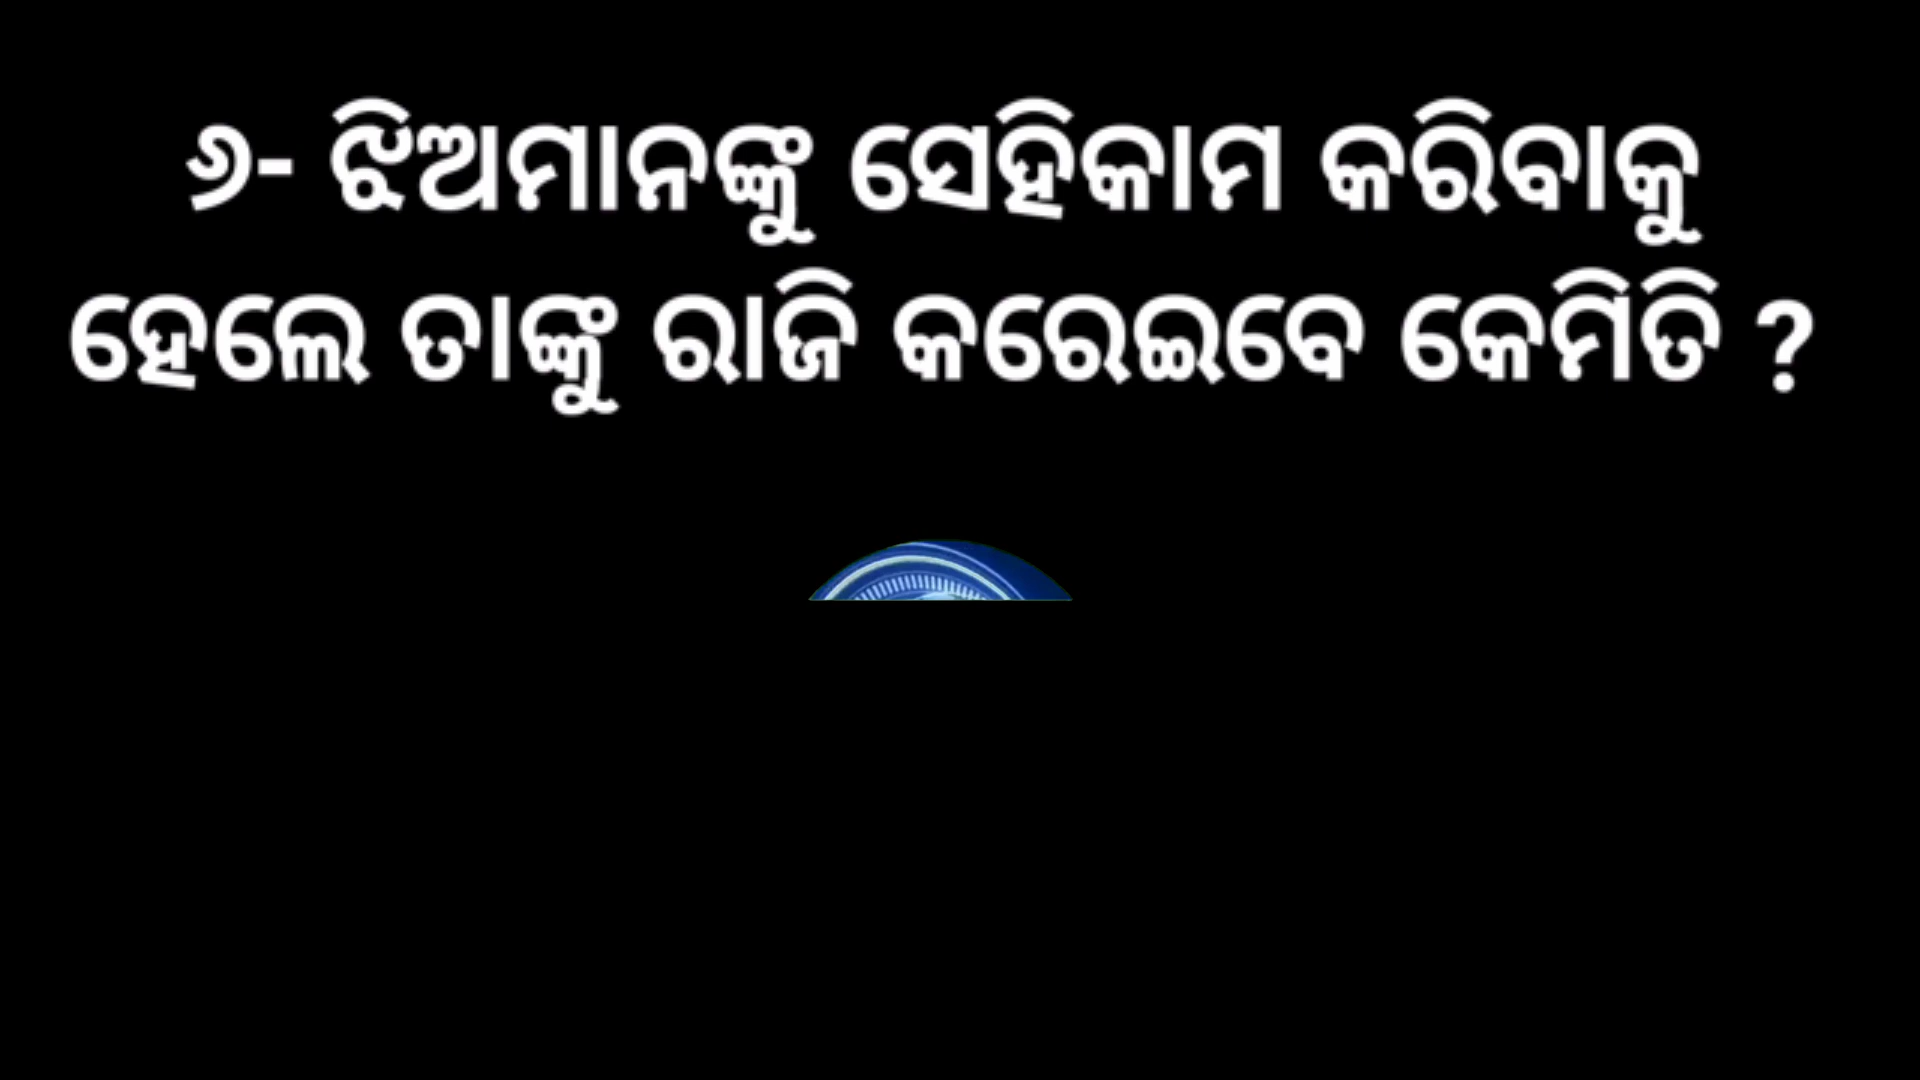 ୬- ଝିଅମାନଙ୍କୁ ସେହିକାମ କରିବାକୁ
ହେଲେ ତାଙ୍କୁ ରାଜି କରେଇବେ କେମିତି ?